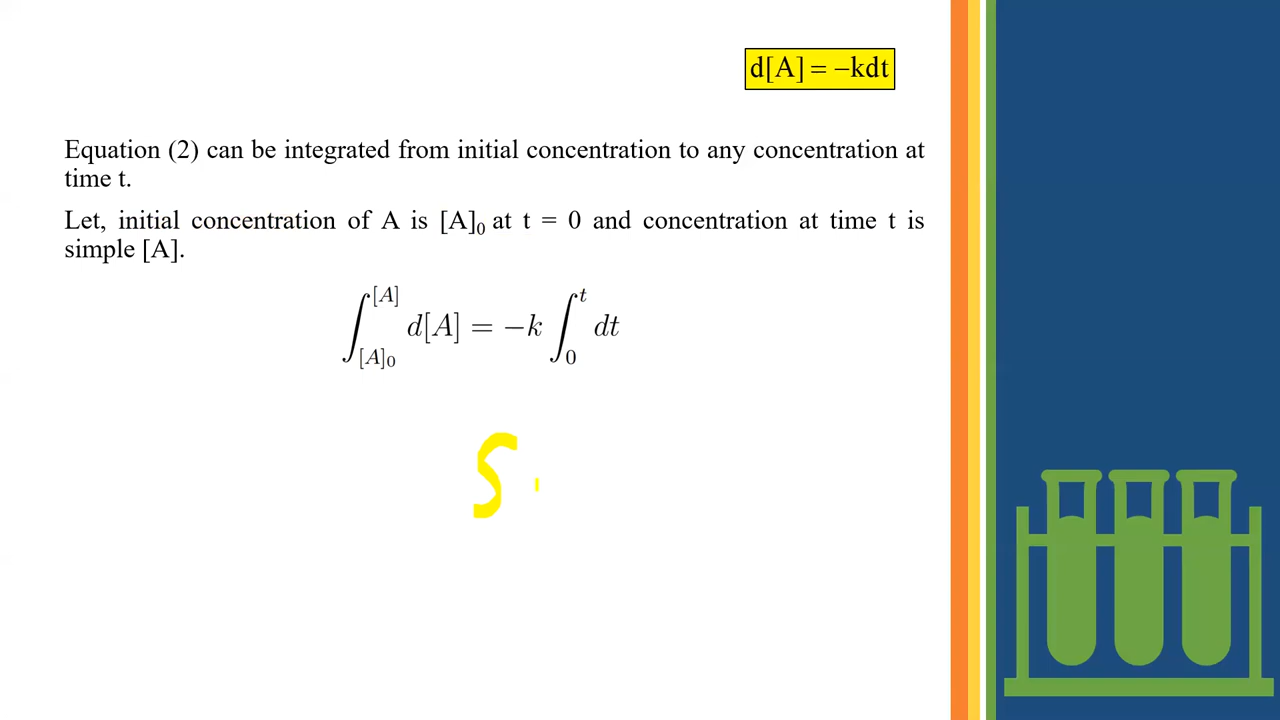 d[A] = −kdt
Equation (2) can be integrated from initial concentration to any concentration at
time t.
Let, initial concentration of A is [A]₀ at t = 0 and concentration at time t is
simple [A].
∫_{[A]₀}^{[A]} d[A] = −k ∫_0^t dt
∫